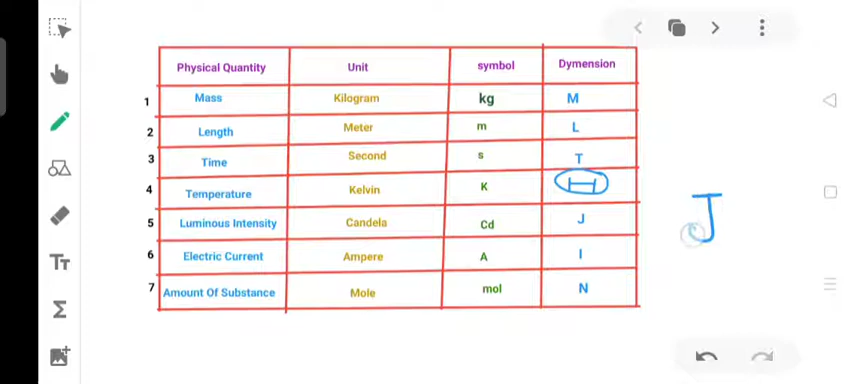 Physical Quantity Unit symbol Dymension
1 Mass Kilogram kg M
2 Length Meter m L
3 Time Second s T
4 Temperature Kelvin K H
5 Luminous Intensity Candela Cd J
6 Electric Current Ampere A I
7 Amount Of Substance Mole mol N
J
TT
Σ